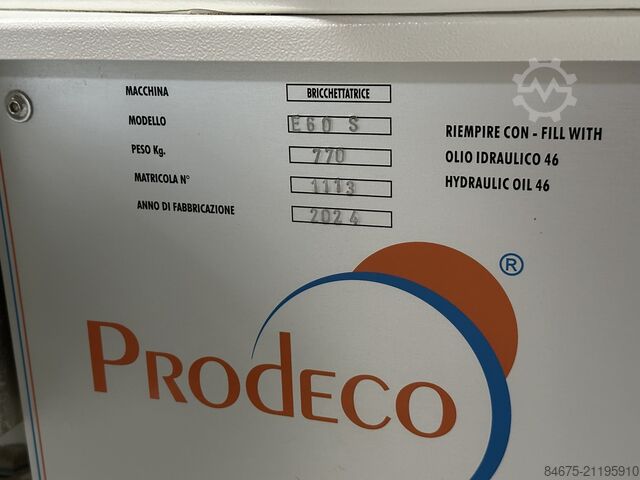 MACCHINA BRICCHETTATRICE
MODELLO E60 S
PESO Kg. 770
MATRICOLA N° 1113
ANNO DI FABBRICAZIONE 2024
RIEMPIRE CON - FILL WITH
OLIO IDRAULICO 46
HYDRAULIC OIL 46
PRODECO ®
84675-21195910